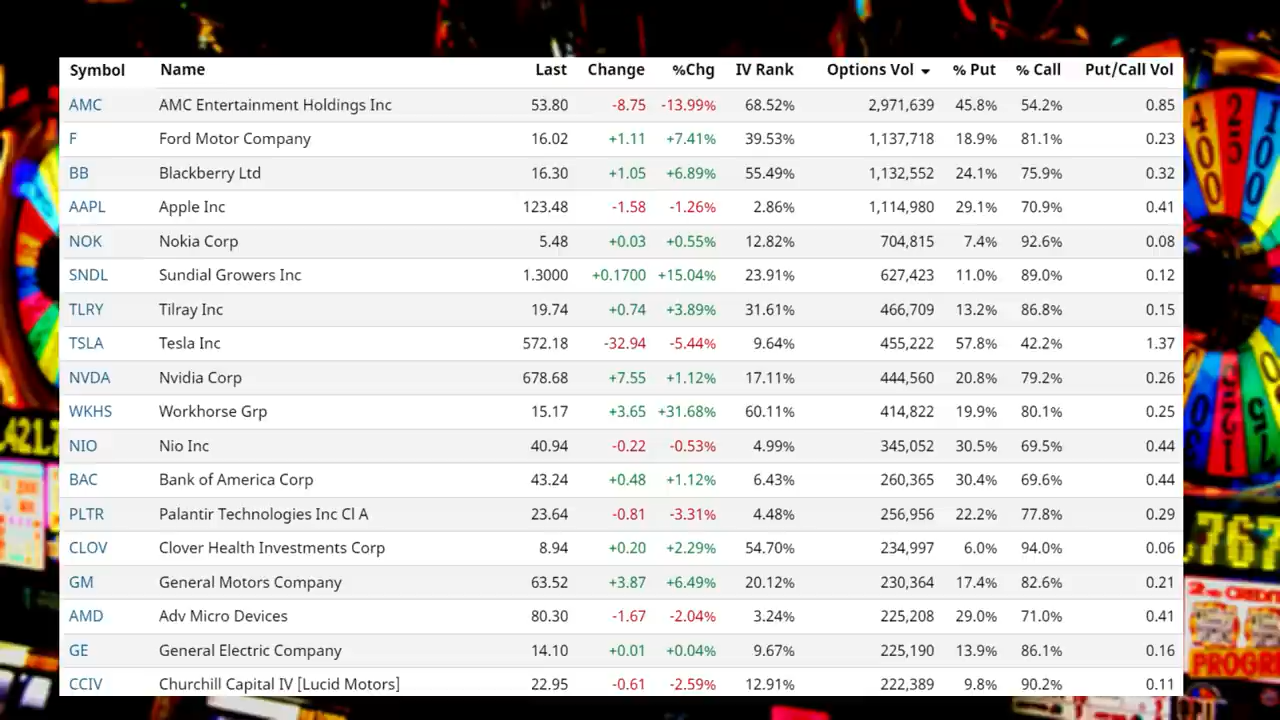 Symbol Name Last Change %Chg IV Rank Options Vol % Put % Call Put/Call Vol
AMC AMC Entertainment Holdings Inc 53.80 -8.75 -13.99% 68.52% 2,971,639 45.8% 54.2% 0.85
F Ford Motor Company 16.02 +1.11 +7.41% 39.53% 1,137,718 18.9% 81.1% 0.23
BB Blackberry Ltd 16.30 +1.05 +6.89% 55.49% 1,132,552 24.1% 75.9% 0.32
AAPL Apple Inc 123.48 -1.58 -1.26% 2.86% 1,114,980 29.1% 70.9% 0.41
NOK Nokia Corp 5.48 +0.03 +0.55% 12.82% 704,815 7.4% 92.6% 0.08
SNDL Sundial Growers Inc 1.3000 +0.1700 +15.04% 23.91% 627,423 11.0% 89.0% 0.12
TLRY Tilray Inc 19.74 +0.74 +3.89% 31.61% 466,709 13.2% 86.8% 0.15
TSLA Tesla Inc 572.18 -32.94 -5.44% 9.64% 455,222 57.8% 42.2% 1.37
NVDA Nvidia Corp 678.68 +7.55 +1.12% 17.11% 444,560 20.8% 79.2% 0.26
WKHS Workhorse Grp 15.17 +3.65 +31.68% 60.11% 414,822 19.9% 80.1% 0.25
NIO Nio Inc 40.94 -0.22 -0.53% 4.99% 345,052 30.5% 69.5% 0.44
BAC Bank of America Corp 43.24 +0.48 +1.12% 6.43% 260,365 30.4% 69.6% 0.44
PLTR Palantir Technologies Inc Cl A 23.64 -0.81 -3.31% 4.48% 256,956 22.2% 77.8% 0.29
CLOV Clover Health Investments Corp 8.94 +0.20 +2.29% 54.70% 234,997 6.0% 94.0% 0.06
GM General Motors Company 63.52 +3.87 +6.49% 20.12% 230,364 17.4% 82.6% 0.21
AMD Adv Micro Devices 80.30 -1.67 -2.04% 3.24% 225,208 29.0% 71.0% 0.41
GE General Electric Company 14.10 +0.01 +0.04% 9.67% 225,190 13.9% 86.1% 0.16
CCIV Churchill Capital IV [Lucid Motors] 22.95 -0.61 -2.59% 12.91% 222,389 9.8% 90.2% 0.11